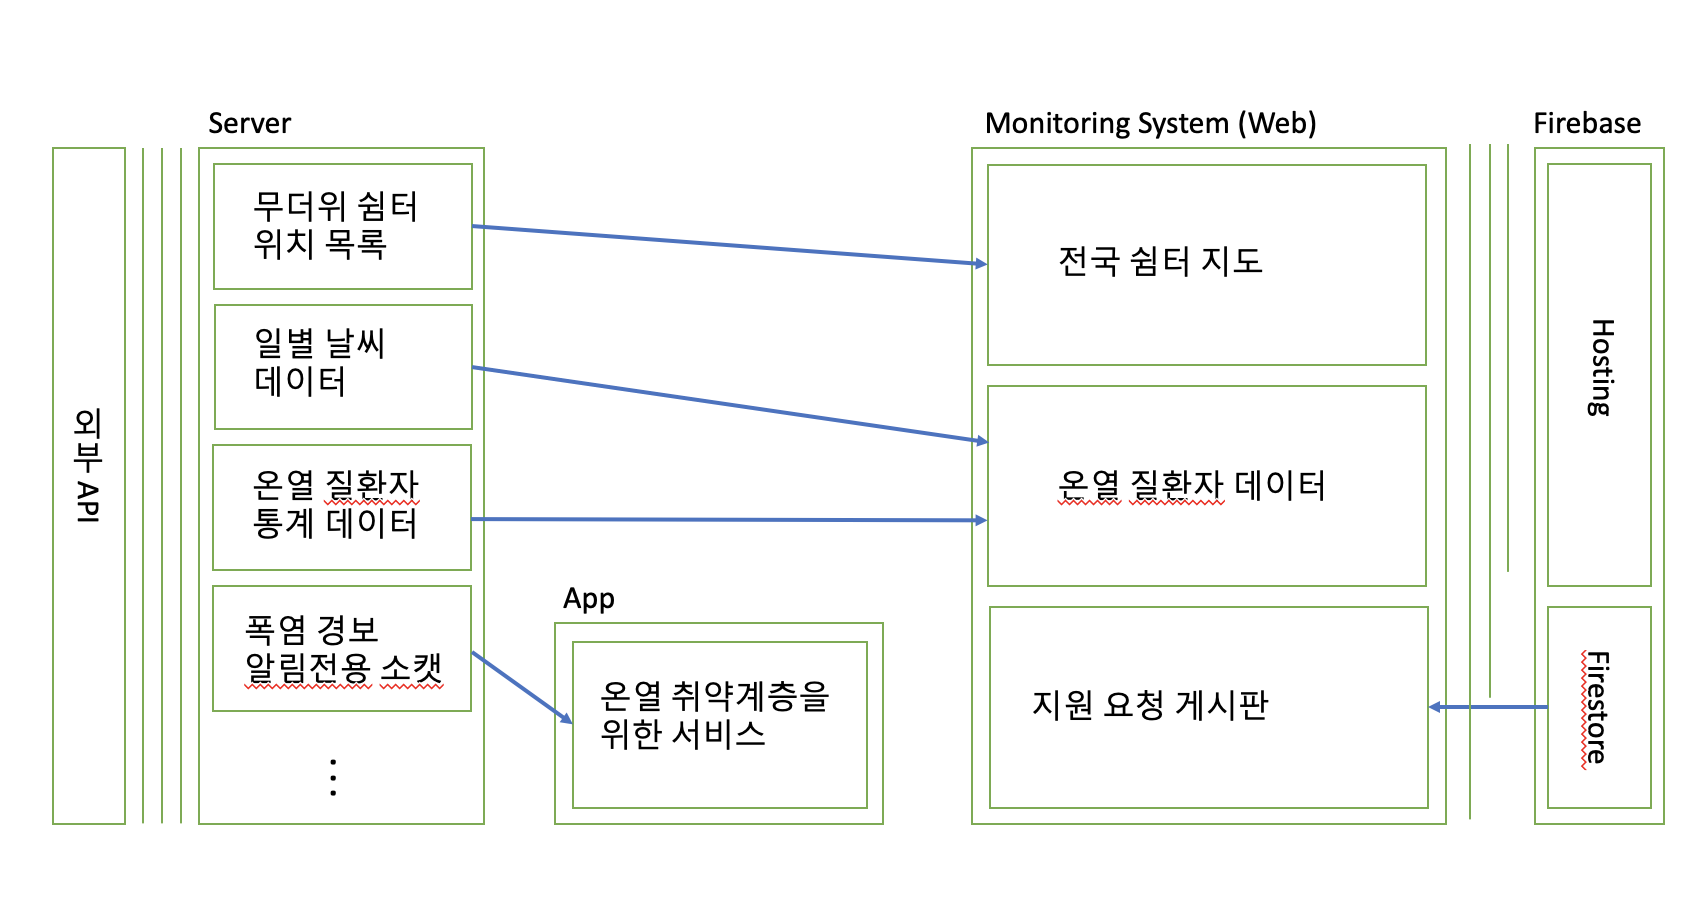 Server
Monitoring System (Web)
Firebase
외부 API
무더위 쉼터
위치 목록
일별 날씨
데이터
온열 질환자
통계 데이터
폭염 경보
알림전용 소캣
⋮
App
온열 취약계층을
위한 서비스
전국 쉼터 지도
온열 질환자 데이터
지원 요청 게시판
Hosting
Firestore